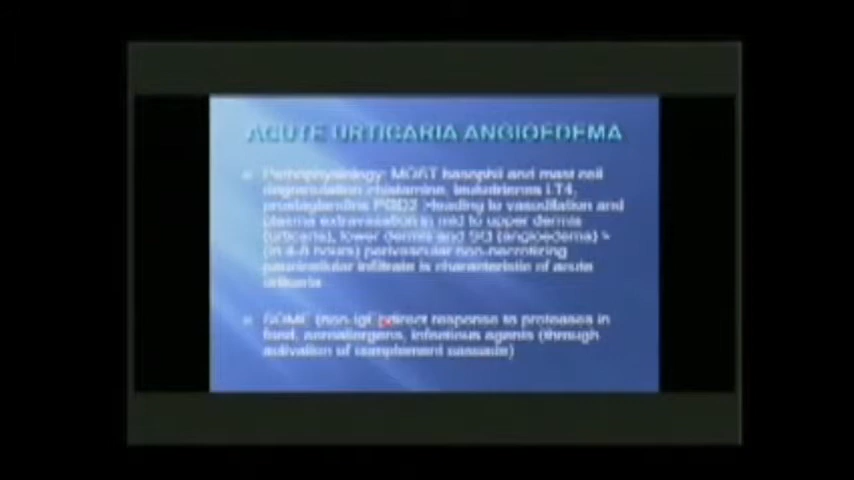 ACUTE URTICARIA ANGIOEDEMA
Pathophysiology: MOST basophil and mast cell
degranulation histamine, leukotrienes LT4,
prostaglandins PGD2 >leading to vasodilation and
plasma extravasation in mid to upper dermis
(urticaria), lower dermis and SQ (angioedema) >
(in 4-8 hours) perivascular non-necrotizing
infiltrate is characteristic of acute
urticaria
SOME (non-IgE direct response to proteases in
food, aeroallergens, infectious agents (through
activation of complement cascade)